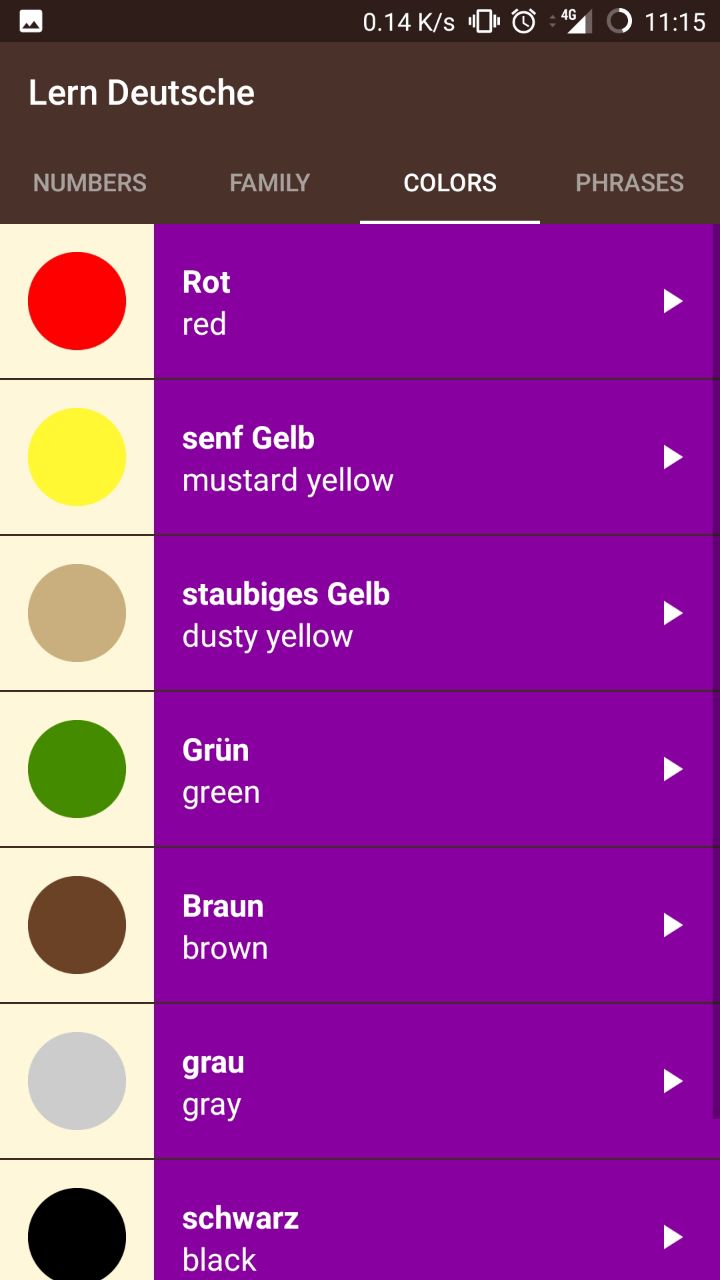 0.14 K/s 4G 11:15
Lern Deutsche
NUMBERS FAMILY COLORS PHRASES
Rot
red
senf Gelb
mustard yellow
staubiges Gelb
dusty yellow
Grün
green
Braun
brown
grau
gray
schwarz
black